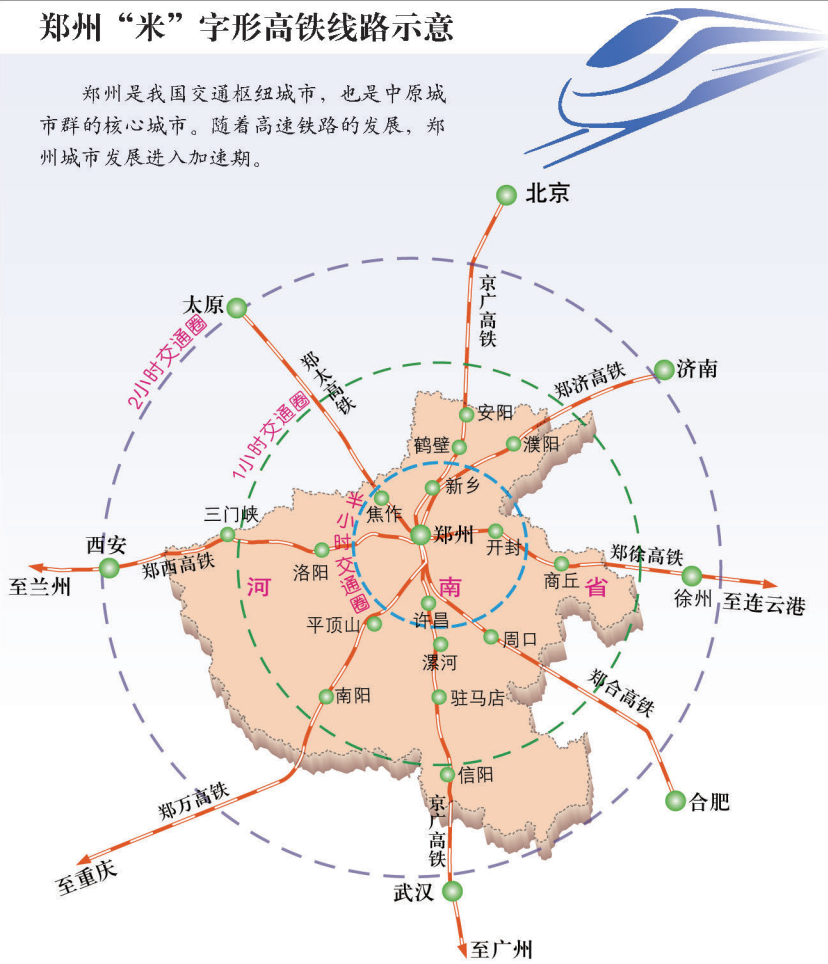 郑州“米”字形高铁线路示意
郑州是我国交通枢纽城市，也是中原城
市群的核心城市。随着高速铁路的发展，郑
州城市发展进入加速期。
北京
太原
京广高铁
2小时交通圈
郑太高铁
郑济高铁
济南
1小时交通圈
安阳
鹤壁
濮阳
新乡
半小时交通圈
焦作
三门峡
郑州
开封
西安
郑西高铁
洛阳
商丘
郑徐高铁
徐州
至兰州
至连云港
河
南
省
许昌
平顶山
周口
漯河
南阳
驻马店
郑合高铁
信阳
郑万高铁
京广高铁
合肥
至重庆
武汉
至广州